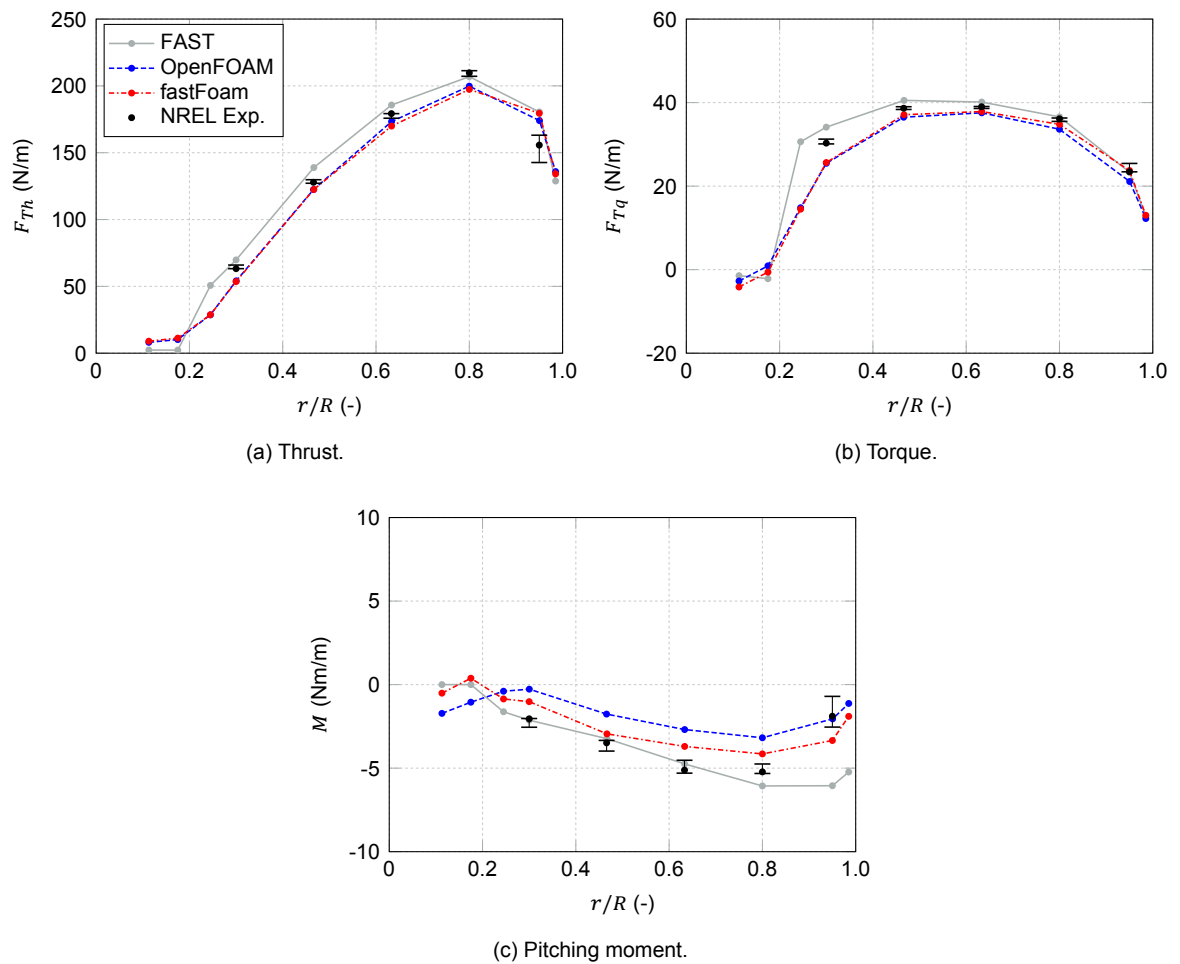 250
200
150
100
50
0
0 0.2 0.4 0.6 0.8 1.0
F_Th (N/m)
r/R (-)
FAST
OpenFOAM
fastFoam
NREL Exp.
(a) Thrust.
60
40
20
0
-20
0 0.2 0.4 0.6 0.8 1.0
F_Tq (N/m)
r/R (-)
(b) Torque.
10
5
0
-5
-10
0 0.2 0.4 0.6 0.8 1.0
M (Nm/m)
r/R (-)
(c) Pitching moment.